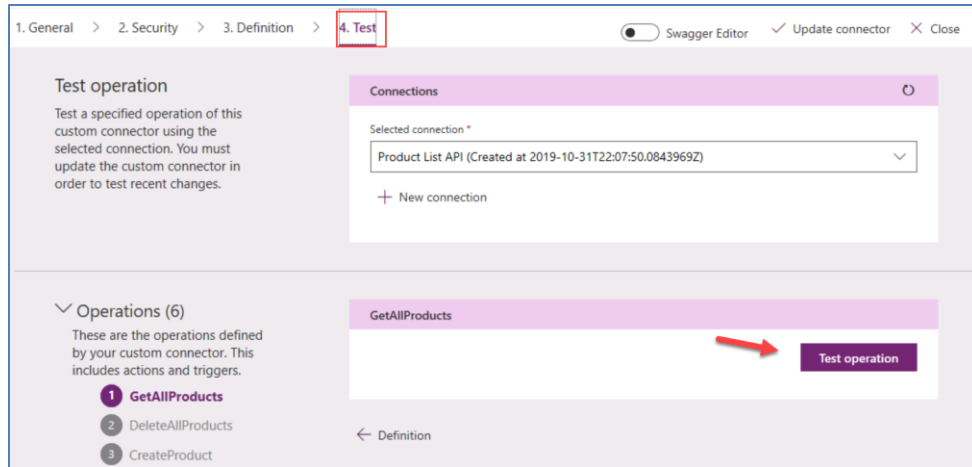 1. General > 2. Security > 3. Definition > 4. Test
Swagger Editor
Update connector
Close
Test operation
Test a specified operation of this
custom connector using the
selected connection. You must
update the custom connector in
order to test recent changes.
Connections
Selected connection *
Product List API (Created at 2019-10-31T22:07:50.0843969Z)
New connection
Operations (6)
These are the operations defined
by your custom connector. This
includes actions and triggers.
1 GetAllProducts
2 DeleteAllProducts
3 CreateProduct
GetAllProducts
Test operation
Definition